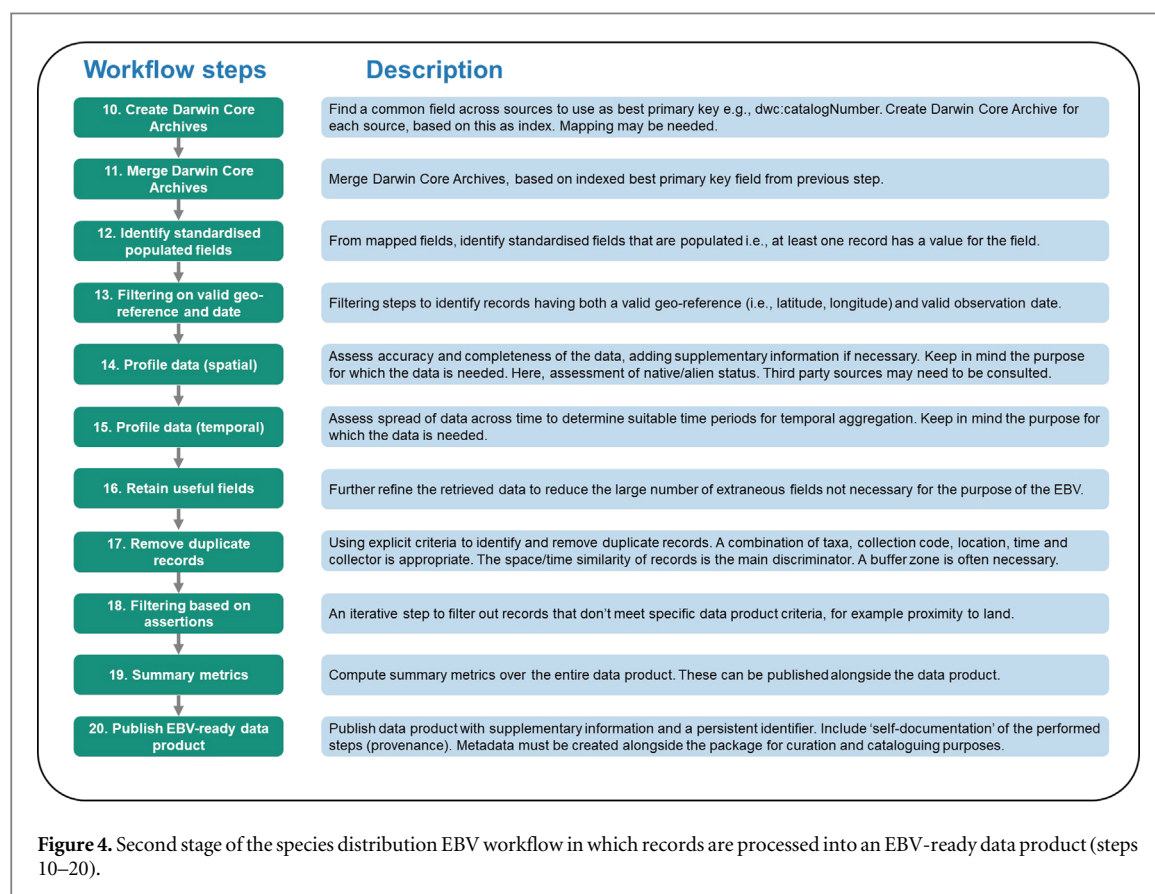 Workflow steps
Description
10. Create Darwin Core
Archives
Find a common field across sources to use as best primary key e.g., dwc:catalogNumber. Create Darwin Core Archive for
each source, based on this as index. Mapping may be needed.
11. Merge Darwin Core
Archives
Merge Darwin Core Archives, based on indexed best primary key field from previous step.
12. Identify standardised
populated fields
From mapped fields, identify standardised fields that are populated i.e., at least one record has a value for the field.
13. Filtering on valid geo-
reference and date
Filtering steps to identify records having both a valid geo-reference (i.e., latitude, longitude) and valid observation date.
14. Profile data (spatial)
Assess accuracy and completeness of the data, adding supplementary information if necessary. Keep in mind the purpose
for which the data is needed. Here, assessment of native/alien status. Third party sources may need to be consulted.
15. Profile data (temporal)
Assess spread of data across time to determine suitable time periods for temporal aggregation. Keep in mind the purpose for
which the data is needed.
16. Retain useful fields
Further refine the retrieved data to reduce the large number of extraneous fields not necessary for the purpose of the EBV.
17. Remove duplicate
records
Using explicit criteria to identify and remove duplicate records. A combination of taxa, collection code, location, time and
collector is appropriate. The space/time similarity of records is the main discriminator. A buffer zone is often necessary.
18. Filtering based on
assertions
An iterative step to filter out records that don't meet specific data product criteria, for example proximity to land.
19. Summary metrics
Compute summary metrics over the entire data product. These can be published alongside the data product.
20. Publish EBV-ready data
product
Publish data product with supplementary information and a persistent identifier. Include 'self-documentation' of the performed
steps (provenance). Metadata must be created alongside the package for curation and cataloguing purposes.
Figure 4. Second stage of the species distribution EBV workflow in which records are processed into an EBV-ready data product (steps
10–20).